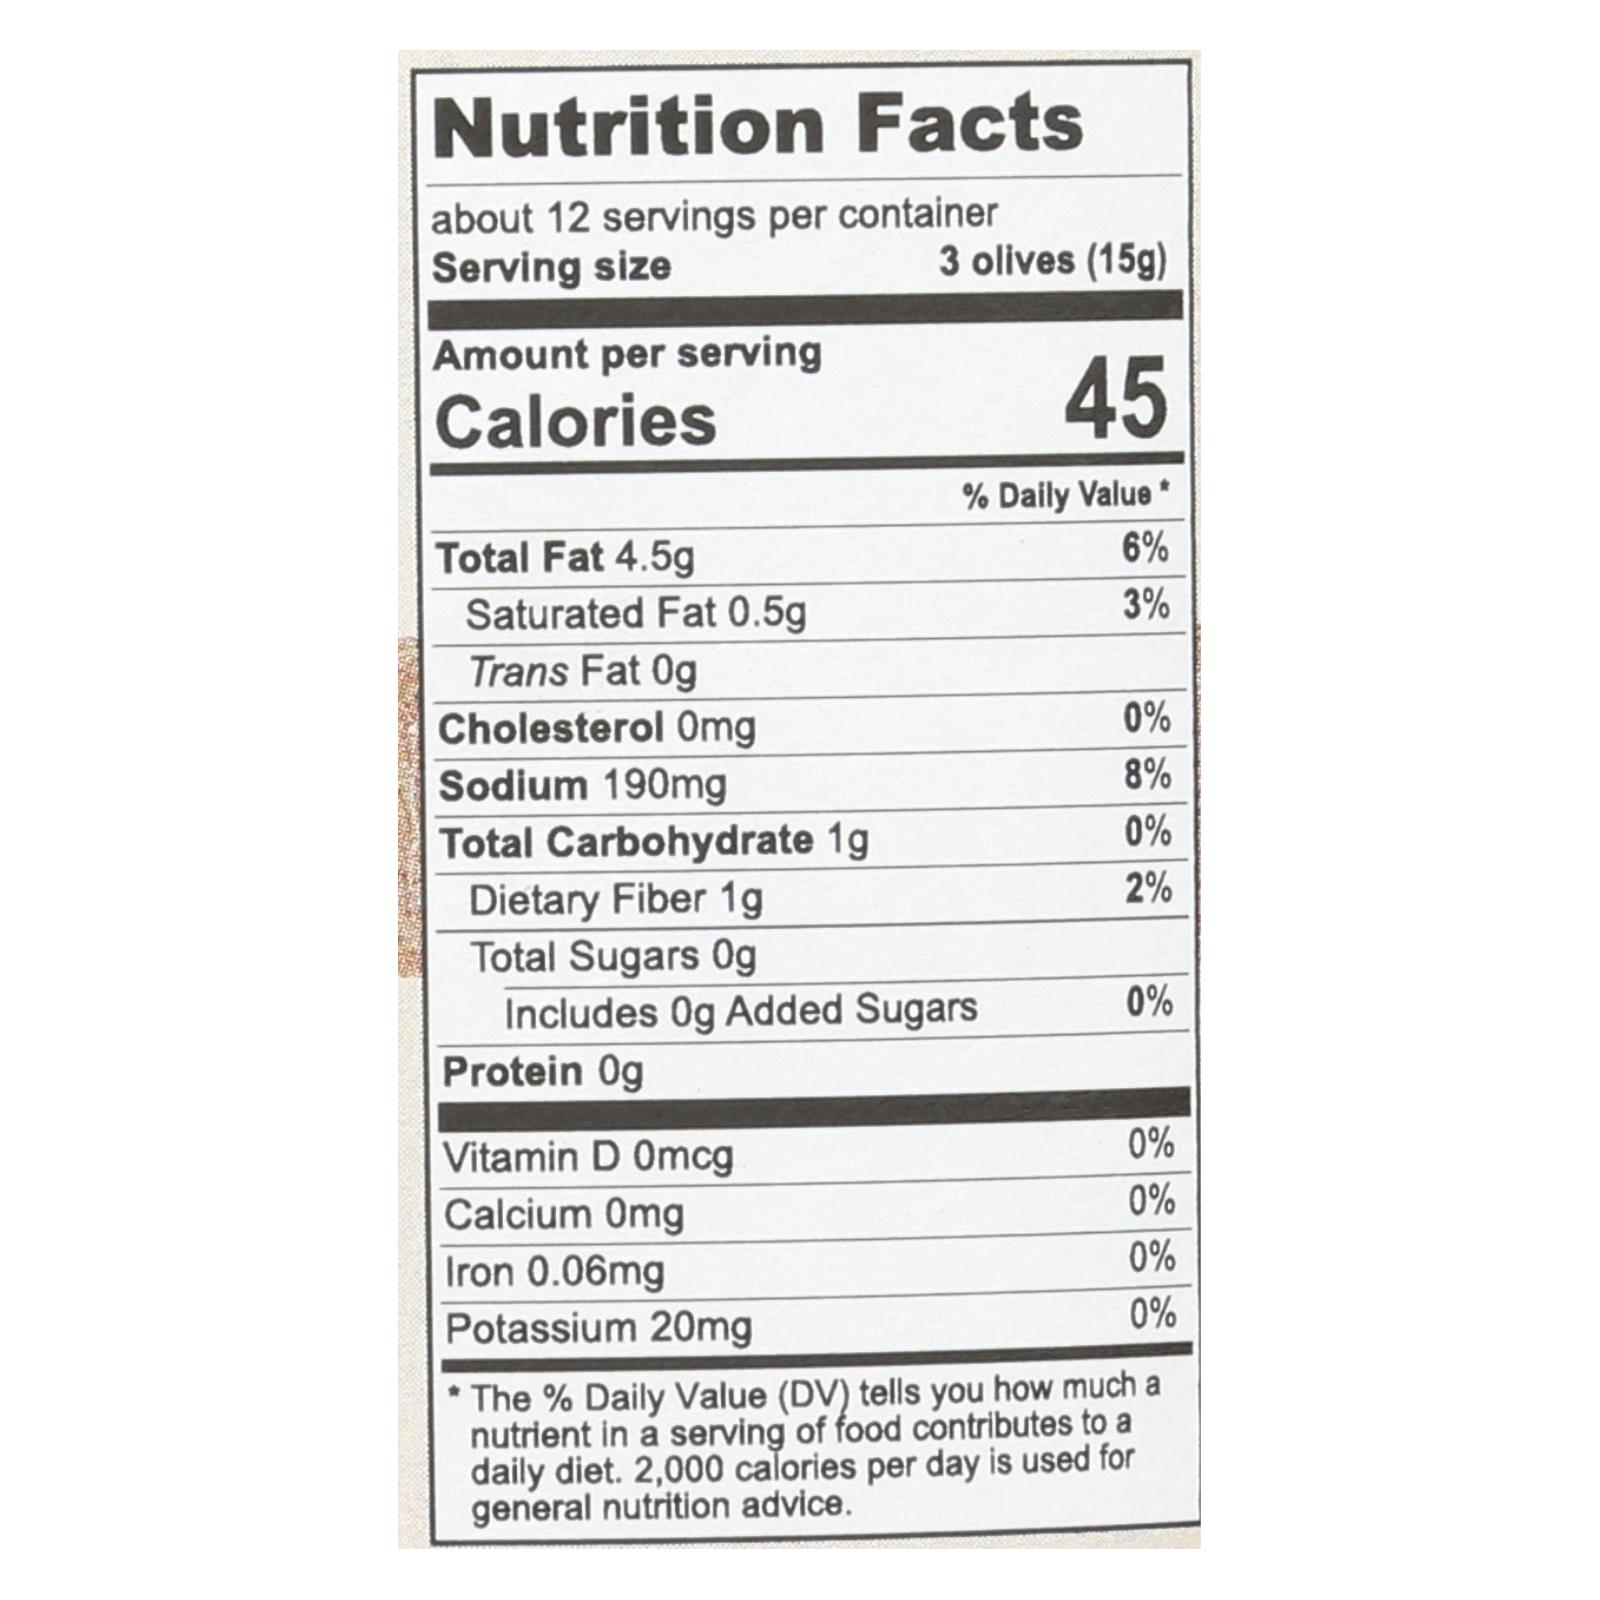 Nutrition Facts
about 12 servings per container
Serving size 3 olives (15g)
Amount per serving
Calories 45
% Daily Value *
Total Fat 4.5g 6%
Saturated Fat 0.5g 3%
Trans Fat 0g
Cholesterol 0mg 0%
Sodium 190mg 8%
Total Carbohydrate 1g 0%
Dietary Fiber 1g 2%
Total Sugars 0g
Includes 0g Added Sugars 0%
Protein 0g
Vitamin D 0mcg 0%
Calcium 0mg 0%
Iron 0.06mg 0%
Potassium 20mg 0%
* The % Daily Value (DV) tells you how much a
nutrient in a serving of food contributes to a
daily diet. 2,000 calories per day is used for
general nutrition advice.